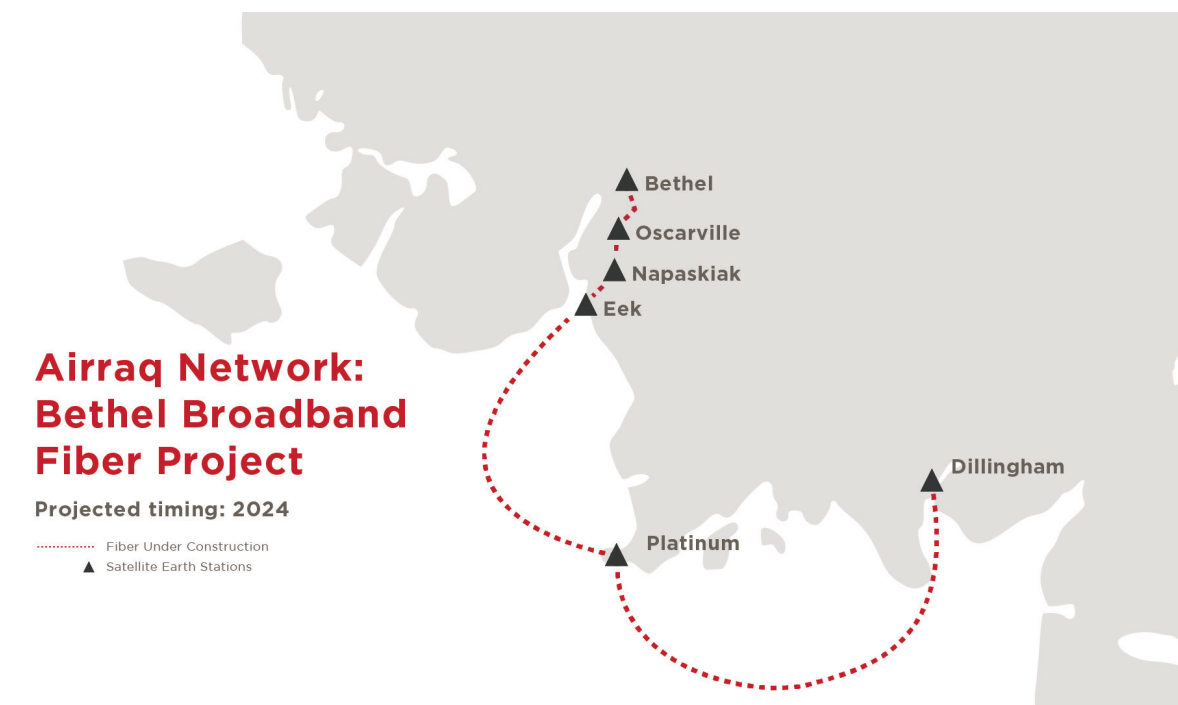 Bethel
Oscarville
Napaskiak
Eek
Airraq Network:
Bethel Broadband
Fiber Project
Projected timing: 2024
Fiber Under Construction
Satellite Earth Stations
Dillingham
Platinum